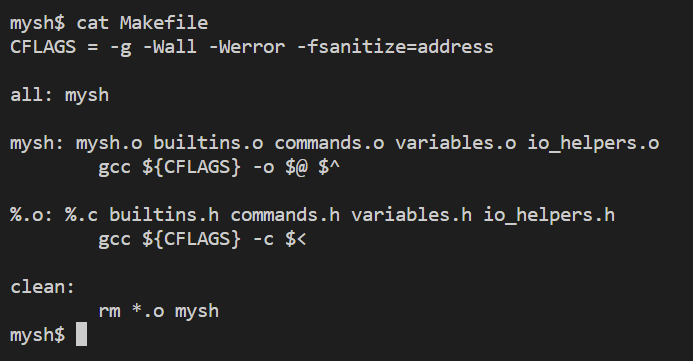 mysh$ cat Makefile
CFLAGS = -g -Wall -Werror -fsanitize=address
all: mysh
mysh: mysh.o builtins.o commands.o variables.o io_helpers.o
        gcc ${CFLAGS} -o $@ $^
%.o: %.c builtins.h commands.h variables.h io_helpers.h
        gcc ${CFLAGS} -c $<
clean:
        rm *.o mysh
mysh$